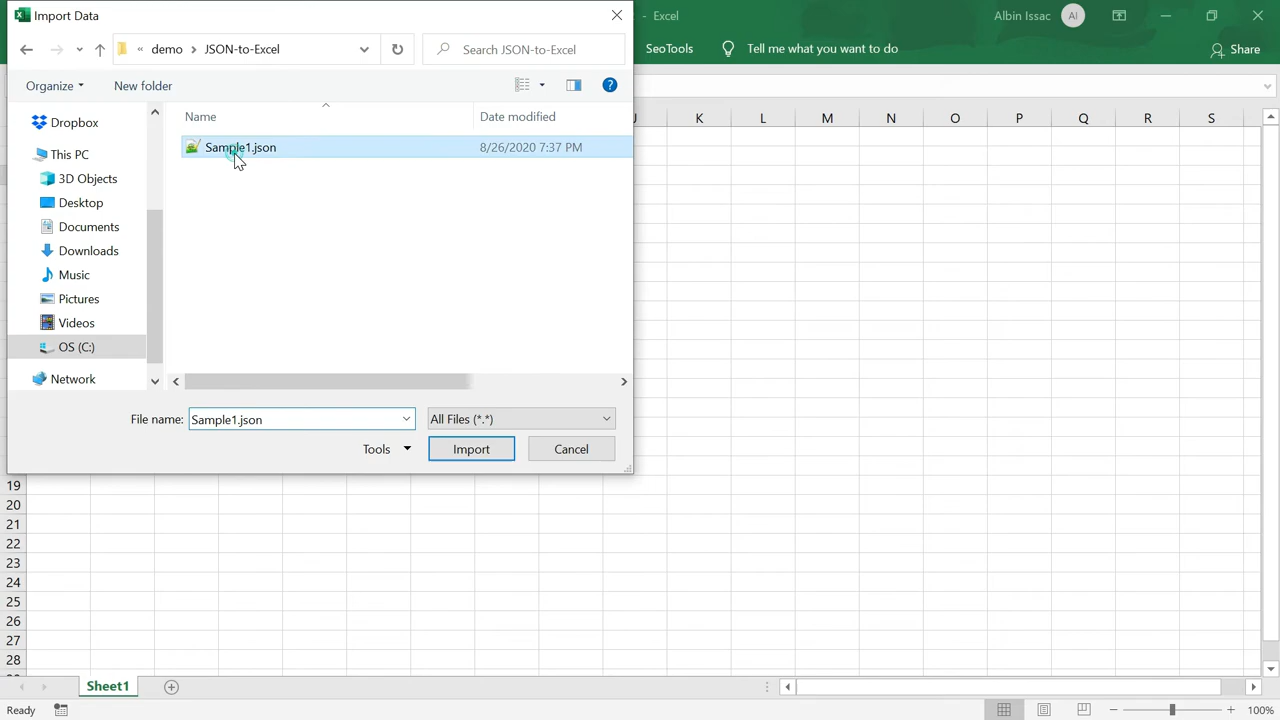 Import Data
- Excel
Albin Issac
AI
«
demo
JSON-to-Excel
Search JSON-to-Excel
SeoTools
Tell me what you want to do
Share
Organize
New folder
?
Name
Date modified
Sample1.json
8/26/2020 7:37 PM
Dropbox
This PC
3D Objects
Desktop
Documents
Downloads
Music
Pictures
Videos
OS (C:)
Network
File name:
Sample1.json
All Files (*.*)
Tools
Import
Cancel
J K L M N O P Q R S
19
20
21
22
23
24
25
26
27
28
Sheet1
Ready
100%